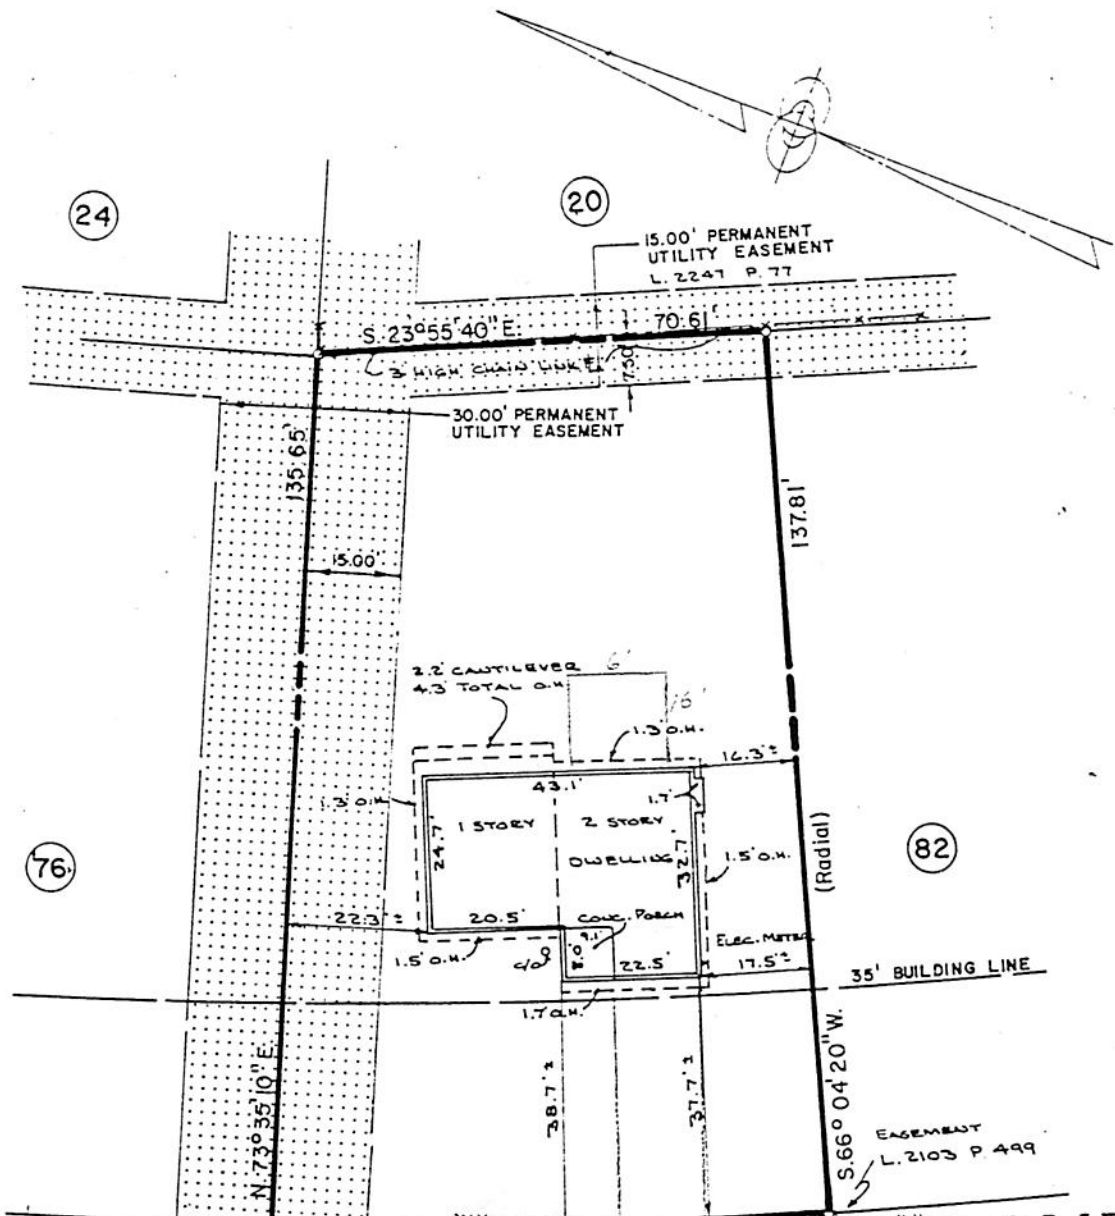 24
20
15.00' PERMANENT
UTILITY EASEMENT
L. 2247 P. 77
S. 23°55'40" E.
70.61'
3' HIGH CHAIN LINK F.
7.50'
30.00' PERMANENT
UTILITY EASEMENT
135.65'
137.81'
15.00'
2.2' CANTILEVER
4.3' TOTAL O.H.
6'
16'
1.3' O.H.
16.3'±
43.1'
1.3' O.H.
1.7'
1 STORY
2 STORY
24.7'
DWELLING
32.7'
1.5' O.H.
(Radial)
76
82
22.3'±
20.5'
CONC. PORCH
9.1'
8.0'
ELEC. METER
1.5' O.H.
c/o
22.5'
17.5'±
35' BUILDING LINE
1.7 O.H.
N. 73°35'10" E.
38.7'±
37.7'±
S. 66°04'20" W.
EASEMENT
L. 2103 P. 499